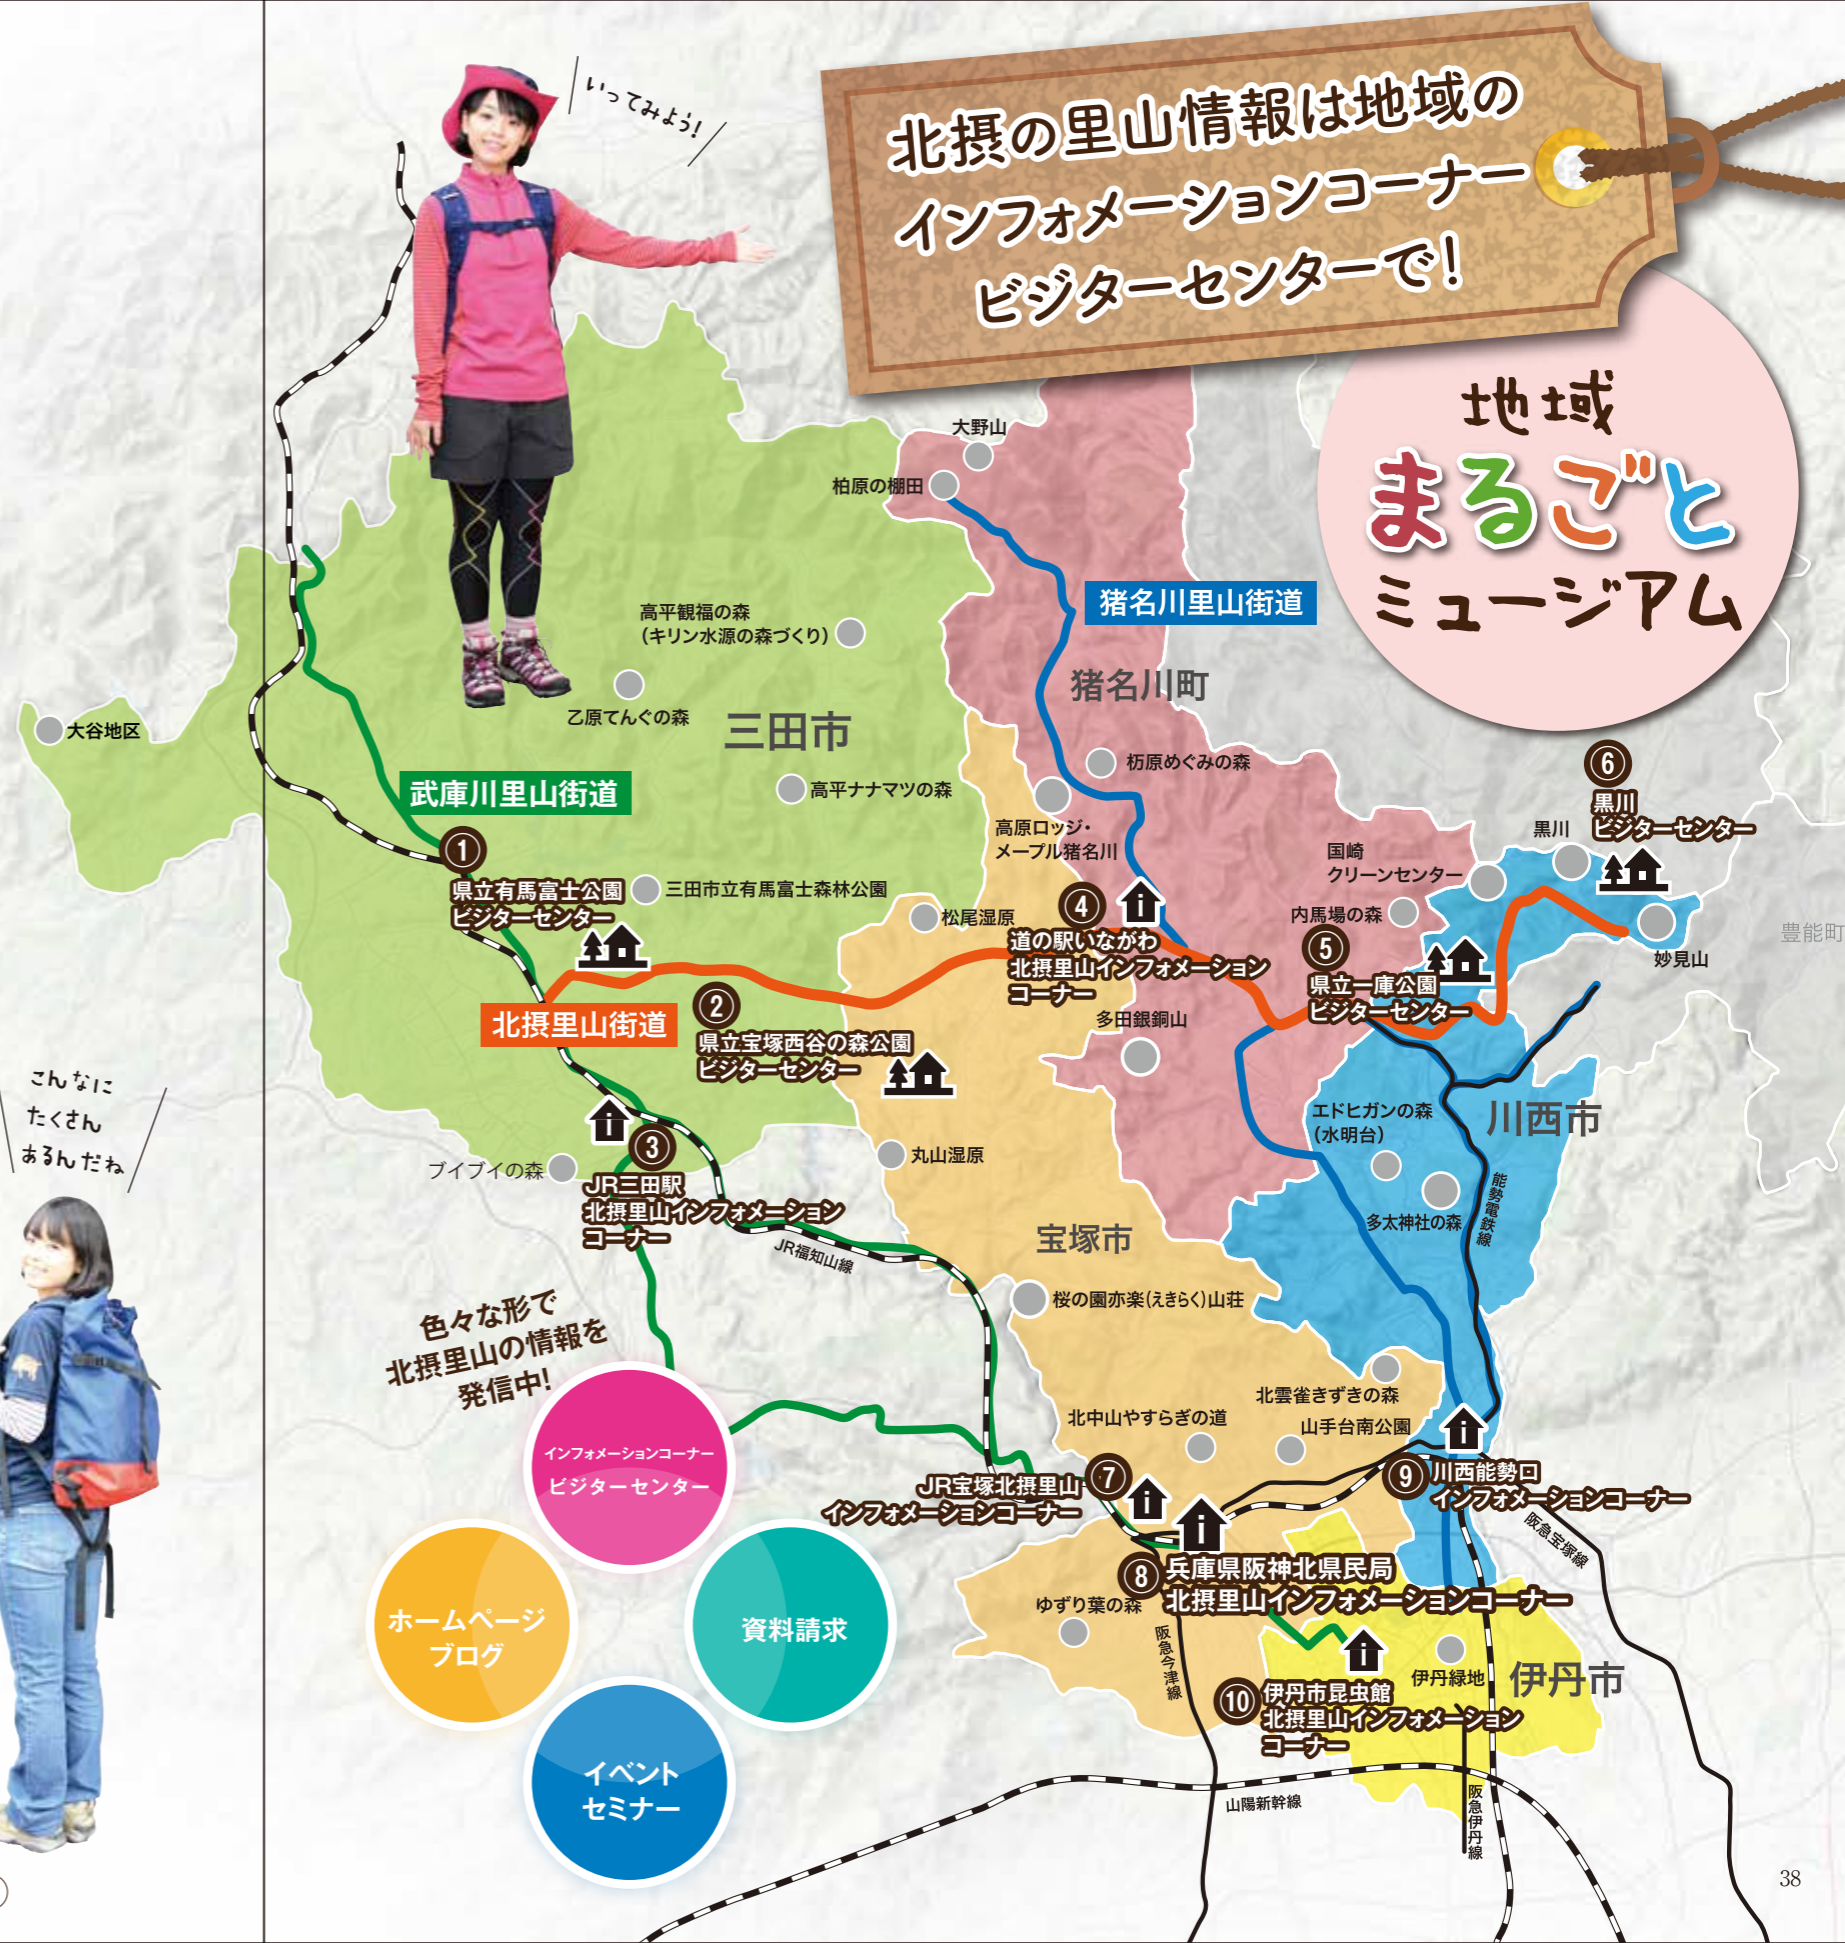 いってみよう!
北摂の里山情報は地域の
インフォメーションコーナー
ビジターセンターで!
地域
まるごと
ミュージアム
大野山
柏原の棚田
猪名川里山街道
猪名川町
高平観福の森
(キリン水源の森づくり)
乙原てんぐの森
三田市
大谷地区
武庫川里山街道
高平ナナマツの森
栃原めぐみの森
高原ロッジ・
メープル猪名川
⑥
黒川
ビジターセンター
黒川
国崎
クリーンセンター
①
県立有馬富士公園
ビジターセンター
三田市立有馬富士森林公園
松尾湿原
④
道の駅いながわ
北摂里山インフォメーション
コーナー
内馬場の森
⑤
県立一庫公園
ビジターセンター
妙見山
豊能町
北摂里山街道
②
県立宝塚西谷の森公園
ビジターセンター
多田銀銅山
こんなに
たくさん
あるんだね
エドヒガンの森
(水明台)
川西市
ブイブイの森
③
JR三田駅
北摂里山インフォメーション
コーナー
丸山湿原
多太神社の森
能勢電鉄線
宝塚市
JR福知山線
桜の園亦楽(えきらく)山荘
色々な形で
北摂里山の情報を
発信中!
北雲雀きずきの森
北中山やすらぎの道
山手台南公園
インフォメーションコーナー
ビジターセンター
JR宝塚北摂里山
インフォメーションコーナー
⑦
⑨
川西能勢口
インフォメーションコーナー
阪急宝塚線
⑧
兵庫県阪神北県民局
北摂里山インフォメーションコーナー
ゆずり葉の森
ホームページ
ブログ
資料請求
阪急今津線
伊丹緑地
伊丹市
⑩
伊丹市昆虫館
北摂里山インフォメーション
コーナー
イベント
セミナー
山陽新幹線
阪急伊丹線
38